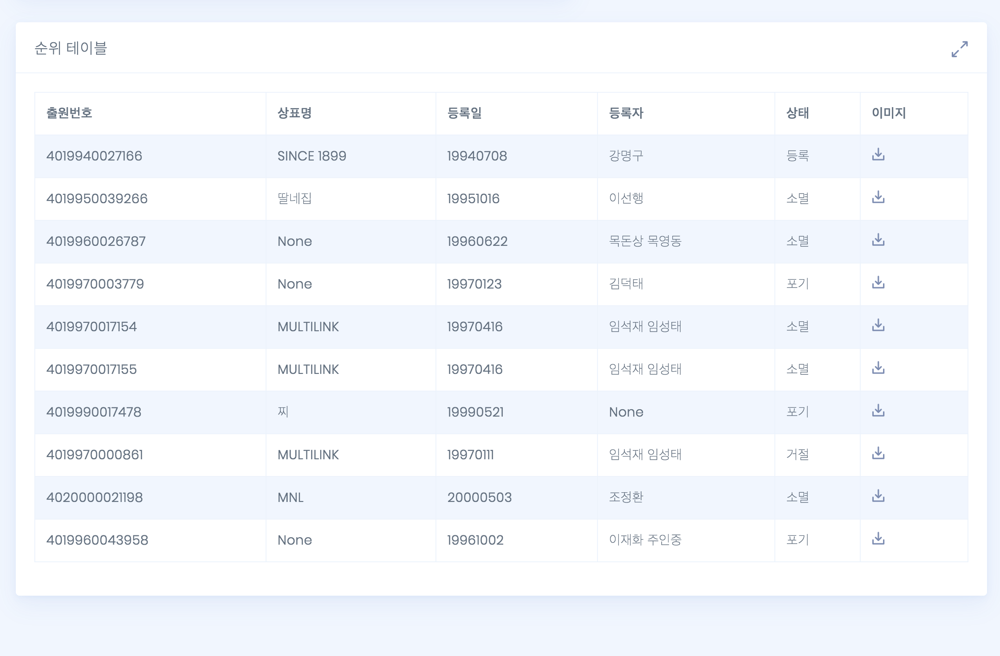 순위 테이블
출원번호 상표명 등록일 등록자 상태 이미지
4019940027166 SINCE 1899 19940708 강명구 등록
4019950039266 딸네집 19951016 이선행 소멸
4019960026787 None 19960622 목돈상 목영동 소멸
4019970003779 None 19970123 김덕태 포기
4019970017154 MULTILINK 19970416 임석재 임성태 소멸
4019970017155 MULTILINK 19970416 임석재 임성태 소멸
4019990017478 찌 19990521 None 포기
4019970000861 MULTILINK 19970111 임석재 임성태 거절
4020000021198 MNL 20000503 조정환 소멸
4019960043958 None 19961002 이재화 주인중 포기